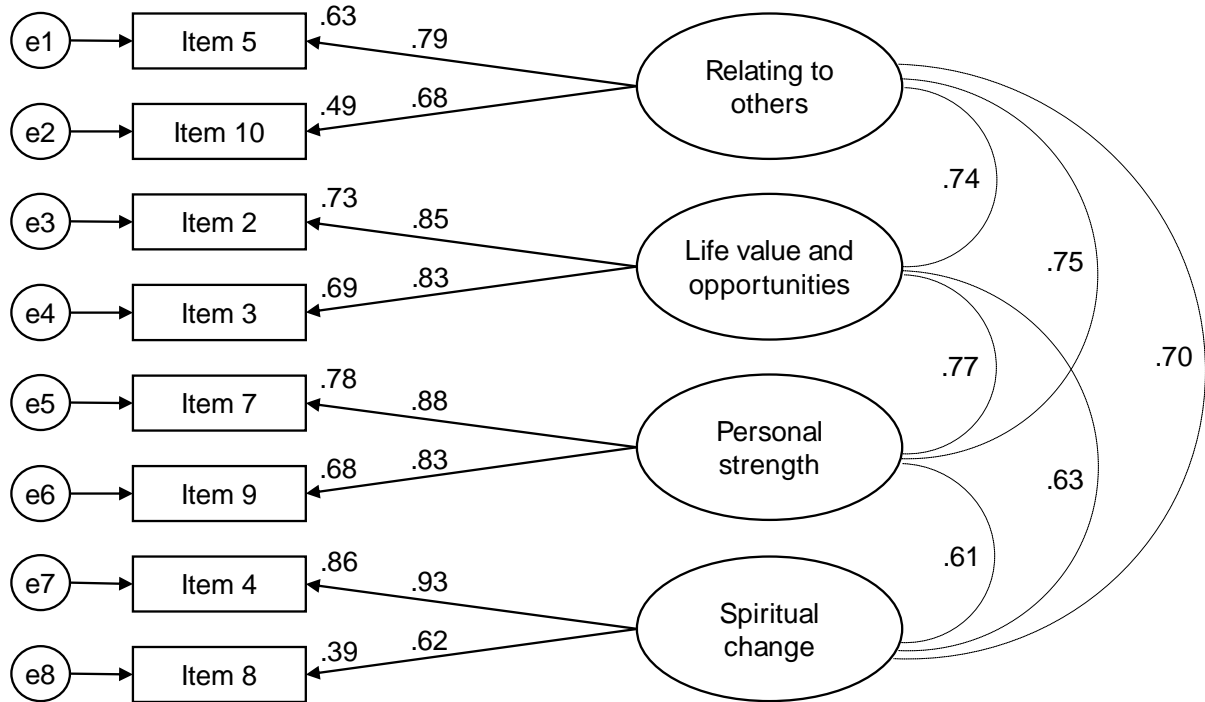 e1
Item 5
.63
.79
Relating to
others
e2
Item 10
.49
.68
.74
e3
Item 2
.73
.85
Life value and
opportunities
.75
e4
Item 3
.69
.83
.70
.77
e5
Item 7
.78
.88
Personal
strength
e6
Item 9
.68
.83
.63
.61
e7
Item 4
.86
.93
Spiritual
change
e8
Item 8
.39
.62